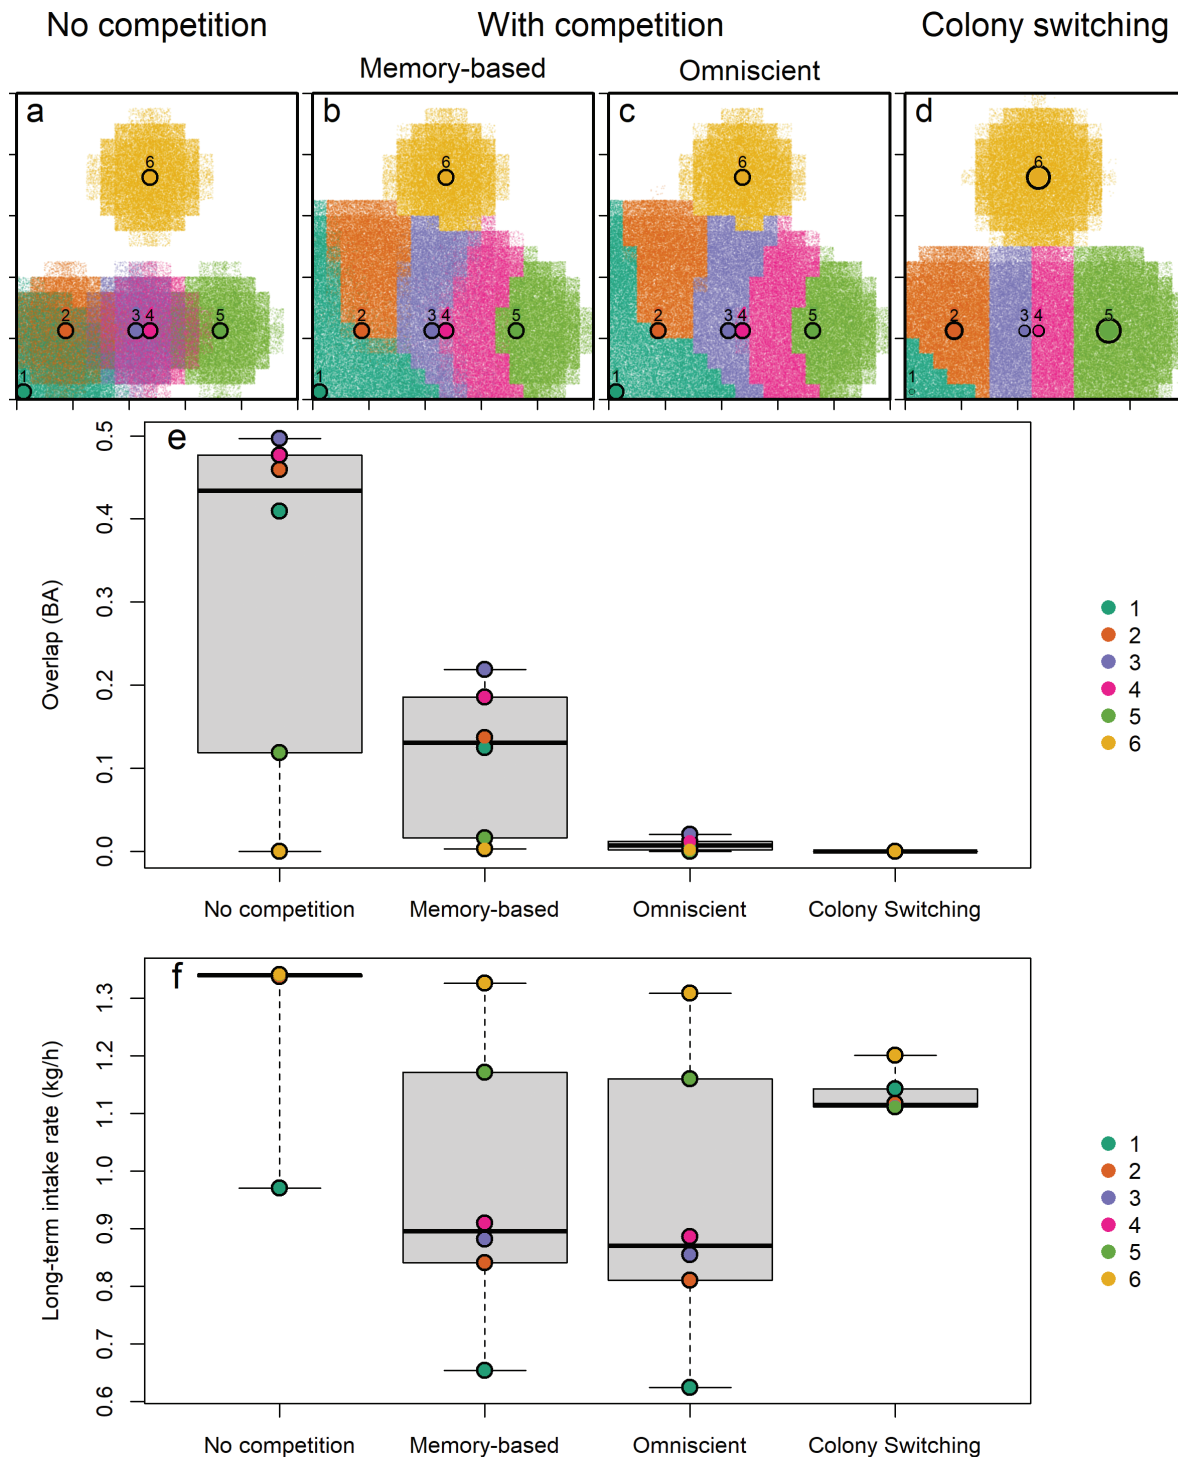 No competition
With competition
Colony switching
Memory-based
Omniscient
a
6
2
3
4
5
1
b
6
2
3
4
5
1
c
6
2
3
4
5
1
d
6
2
3
4
5
1
e
Overlap (BA)
0.5
0.4
0.3
0.2
0.1
0.0
No competition
Memory-based
Omniscient
Colony Switching
1
2
3
4
5
6
f
Long-term intake rate (kg/h)
1.3
1.2
1.1
1.0
0.9
0.8
0.7
0.6
No competition
Memory-based
Omniscient
Colony Switching
1
2
3
4
5
6